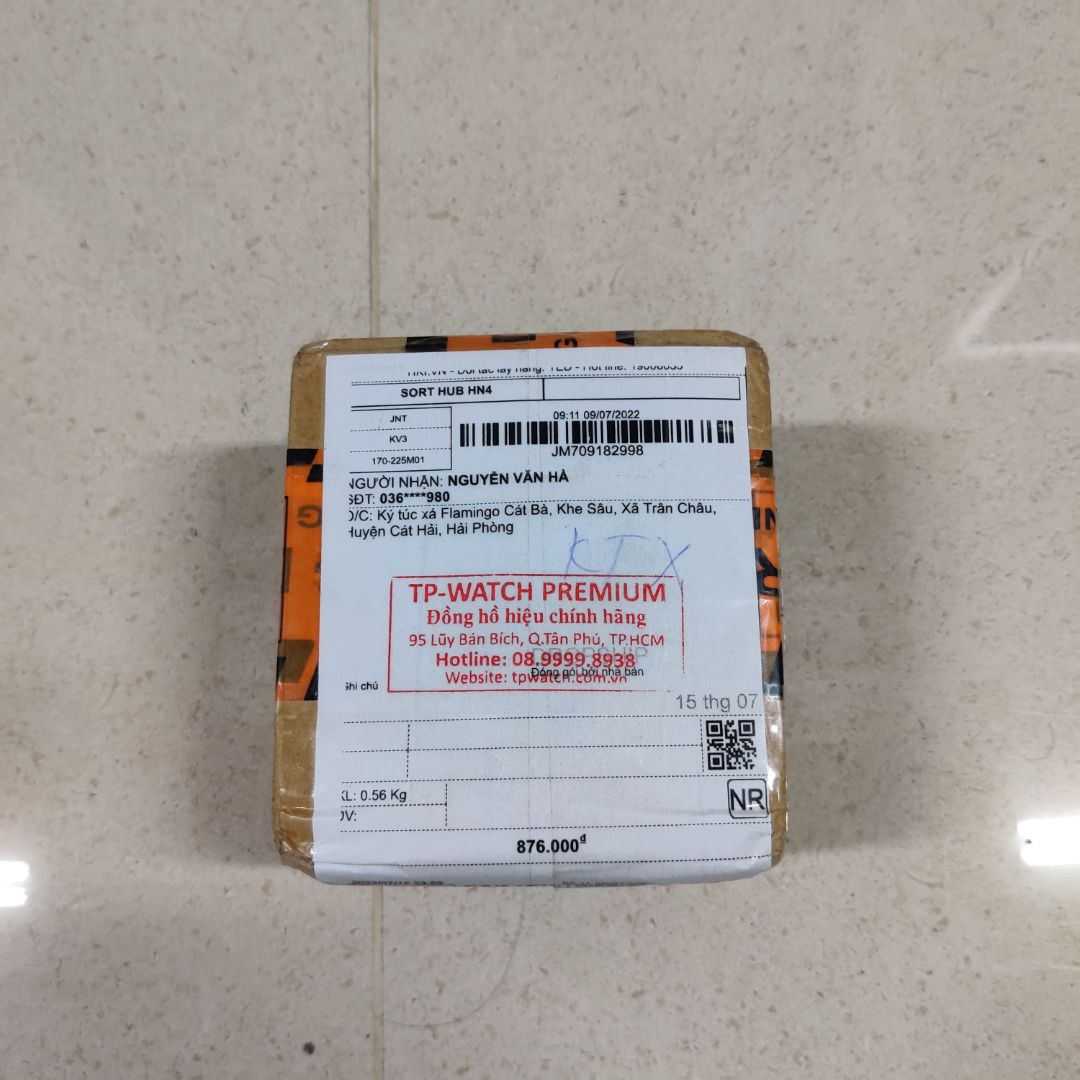 SORT HUB HN4
JNT
KV3
170-225M01
09:11 09/07/2022
JM709182998
NGƯỜI NHẬN: NGUYỄN VĂN HÀ
SĐT: 036****980
Đ/C: Ký túc xá Flamingo Cát Bà, Khe Sâu, Xã Trân Châu,
Huyện Cát Hải, Hải Phòng
KTX
TP-WATCH PREMIUM
Đồng hồ hiệu chính hãng
95 Lũy Bán Bích, Q.Tân Phú, TP.HCM
DROPSHIP
Hotline: 08.9999.8938
Đóng gói bởi nhà bán
Website: tpwatch.com.vn
Ghi chú
15 thg 07
KL: 0.56 Kg
NR
876.000đ